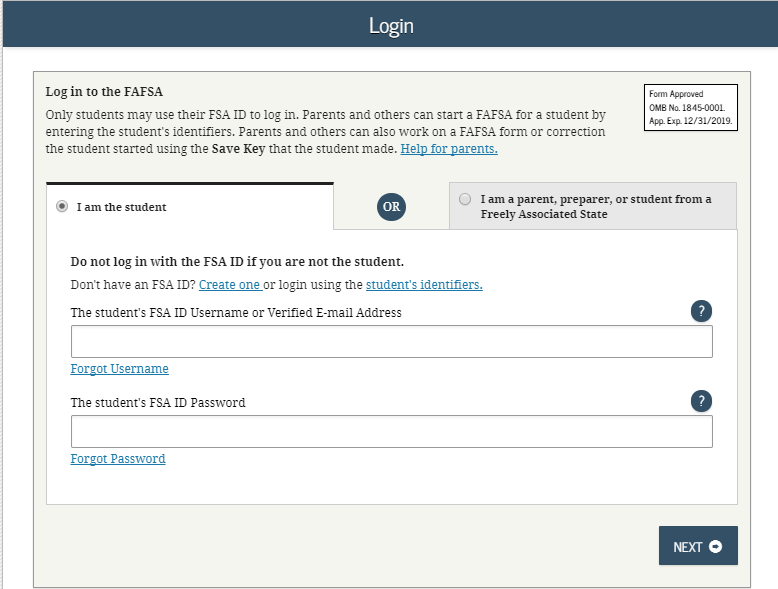 Login
Log in to the FAFSA
Form Approved
OMB No. 1845-0001.
App. Exp. 12/31/2019.
Only students may use their FSA ID to log in. Parents and others can start a FAFSA for a student by
entering the student's identifiers. Parents and others can also work on a FAFSA form or correction
the student started using the Save Key that the student made. Help for parents.
I am the student
OR
I am a parent, preparer, or student from a
Freely Associated State
Do not log in with the FSA ID if you are not the student.
Don't have an FSA ID? Create one or login using the student's identifiers.
The student's FSA ID Username or Verified E-mail Address
?
Forgot Username
The student's FSA ID Password
?
Forgot Password
NEXT